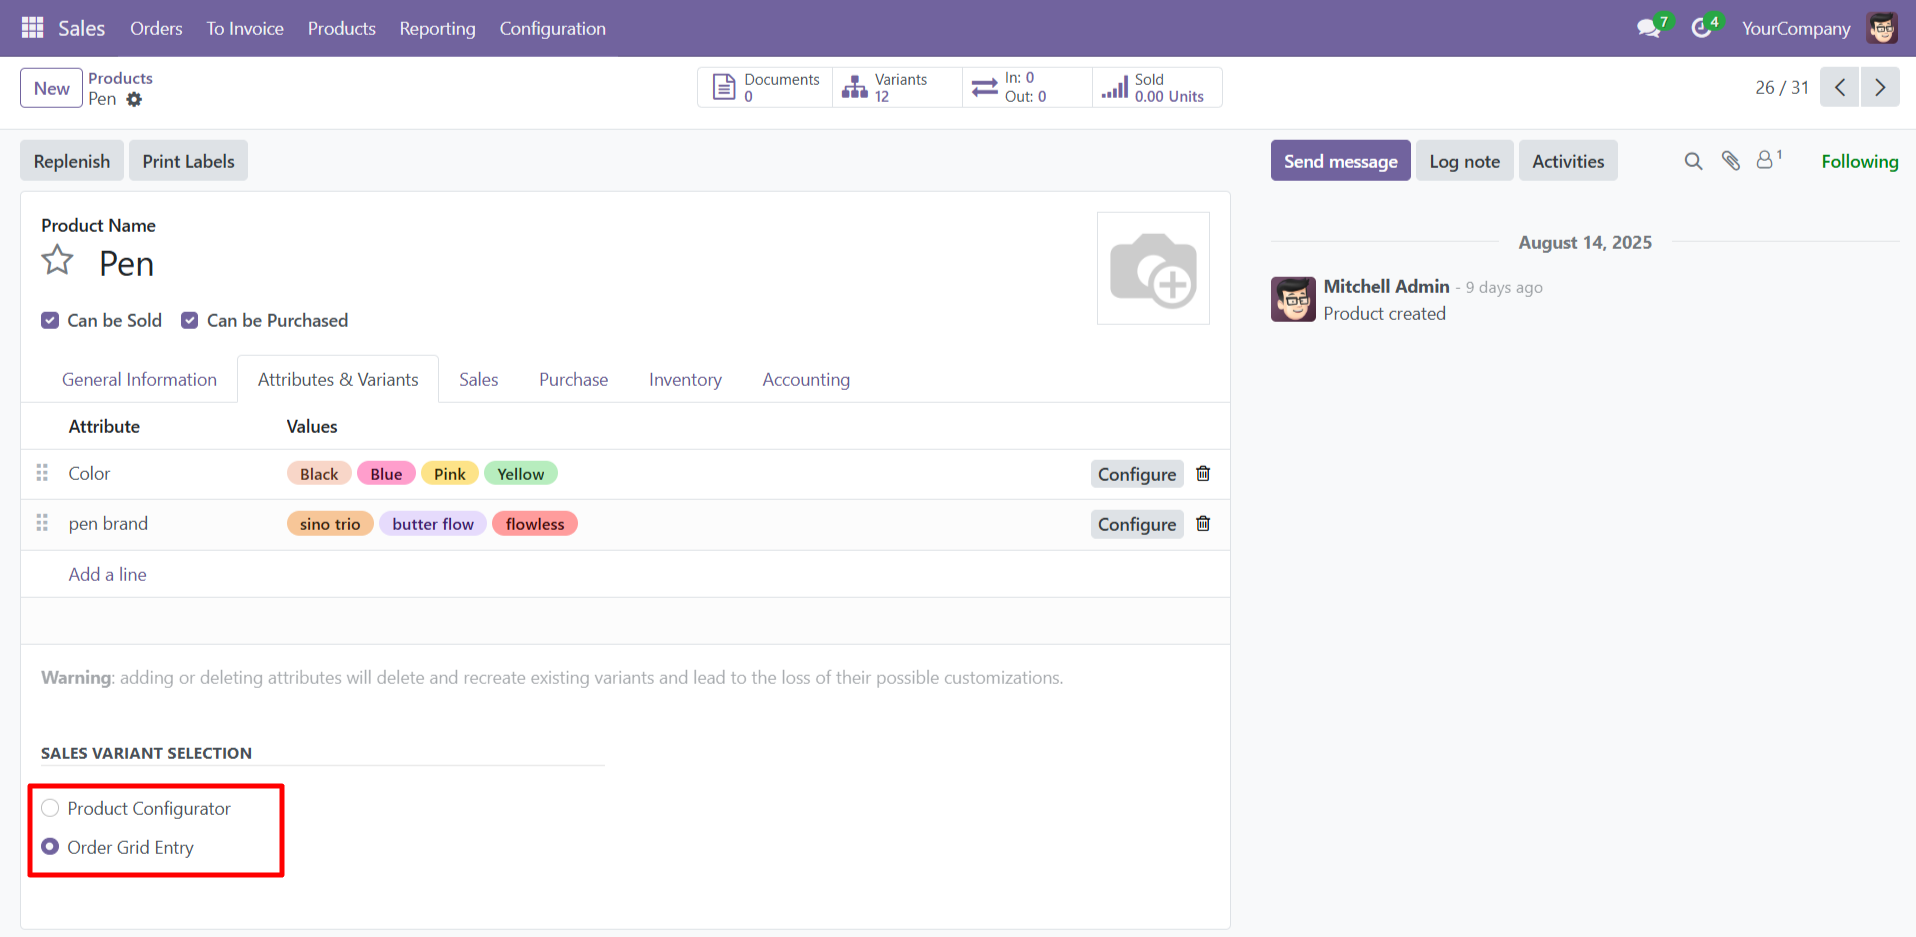 Sales Orders To Invoice Products Reporting Configuration 7 4 YourCompany
New Products
Pen
Documents
0
Variants
12
In: 0
Out: 0
Sold
0.00 Units
26 / 31
Replenish Print Labels
Send message Log note Activities 1 Following
Product Name
Pen
Can be Sold Can be Purchased
General Information Attributes & Variants Sales Purchase Inventory Accounting
Attribute Values
Color Black Blue Pink Yellow Configure
pen brand sino trio butter flow flowless Configure
Add a line
Warning: adding or deleting attributes will delete and recreate existing variants and lead to the loss of their possible customizations.
SALES VARIANT SELECTION
Product Configurator
Order Grid Entry
August 14, 2025
Mitchell Admin - 9 days ago
Product created